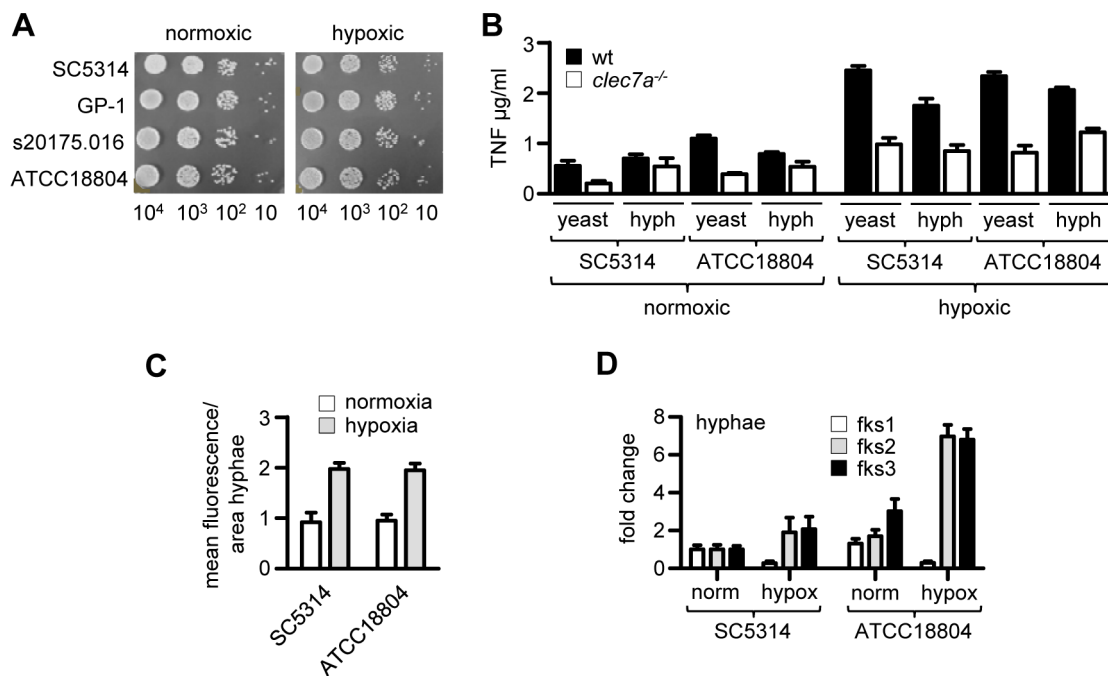 A
normoxic hypoxic
SC5314
GP-1
s20175.016
ATCC18804
10⁴ 10³ 10² 10 10⁴ 10³ 10² 10
B
3
2
1
0
TNF µg/ml
wt
clec7a⁻/⁻
yeast hyph yeast hyph yeast hyph yeast hyph
SC5314 ATCC18804 SC5314 ATCC18804
normoxic hypoxic
C
mean fluorescence/
area hyphae
3
2
1
0
normoxia
hypoxia
SC5314
ATCC18804
D
fold change
8
6
4
2
0
hyphae
fks1
fks2
fks3
norm hypox norm hypox
SC5314 ATCC18804